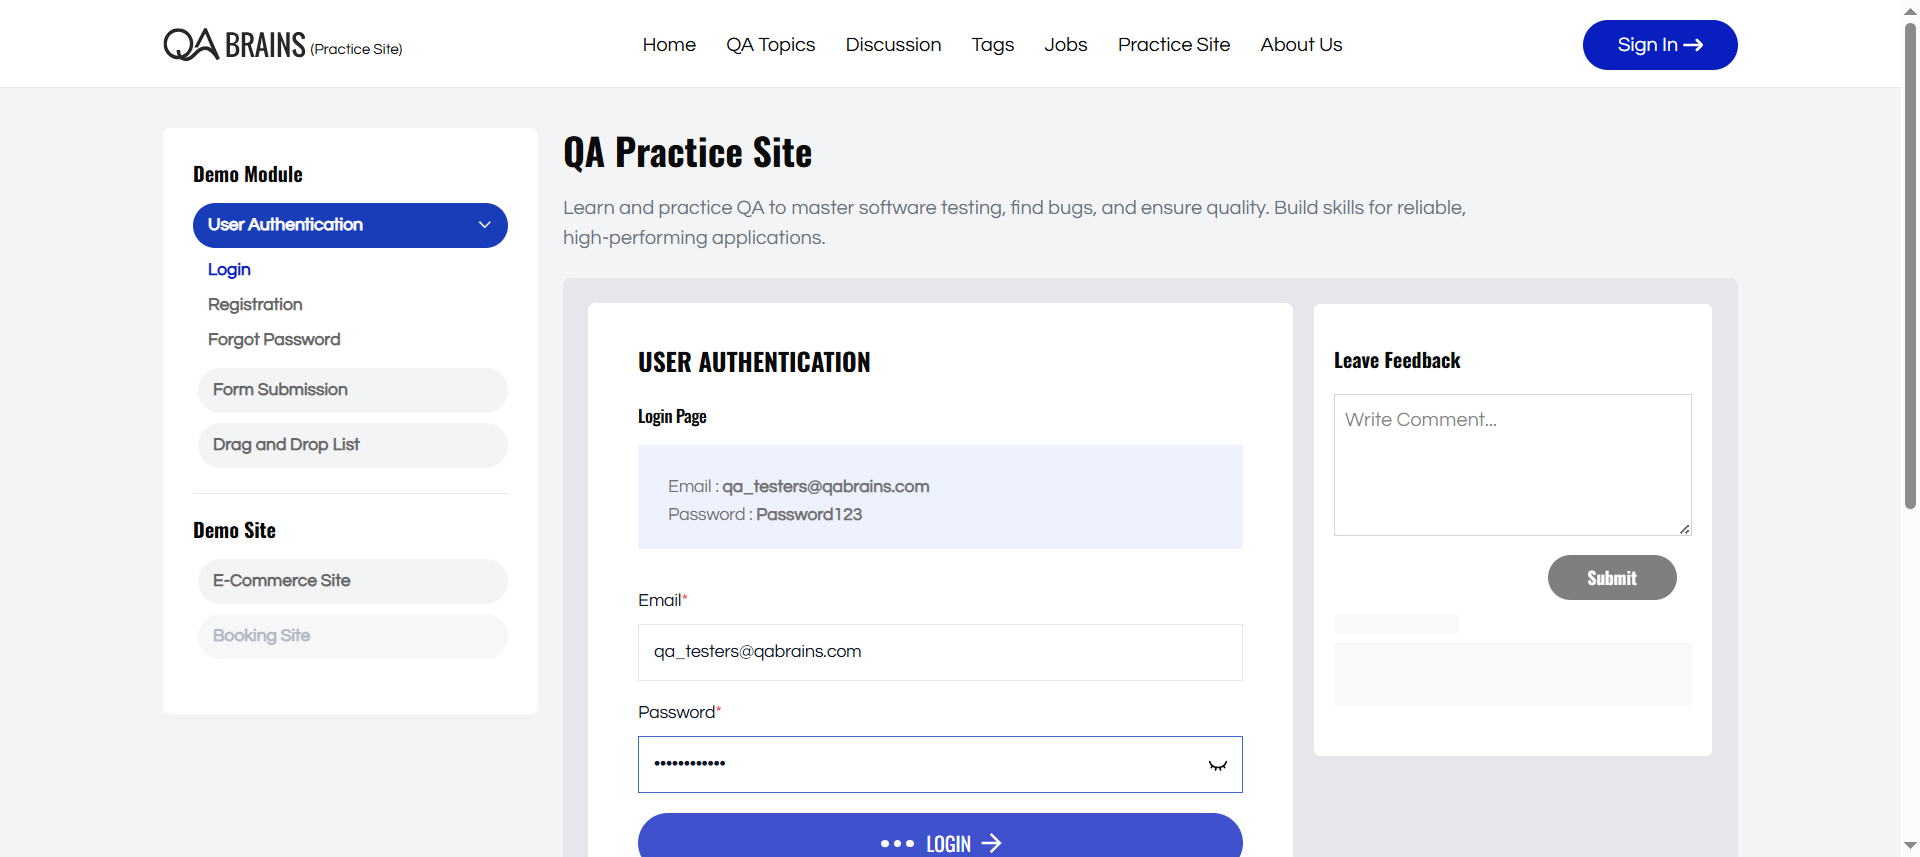 QA BRAINS (Practice Site)
Home
QA Topics
Discussion
Tags
Jobs
Practice Site
About Us
Sign In
Demo Module
User Authentication
Login
Registration
Forgot Password
Form Submission
Drag and Drop List
Demo Site
E-Commerce Site
Booking Site
QA Practice Site
Learn and practice QA to master software testing, find bugs, and ensure quality. Build skills for reliable,
high-performing applications.
USER AUTHENTICATION
Login Page
Email : qa_testers@qabrains.com
Password : Password123
Email*
qa_testers@qabrains.com
Password*
••••••••••••
LOGIN
Leave Feedback
Write Comment...
Submit